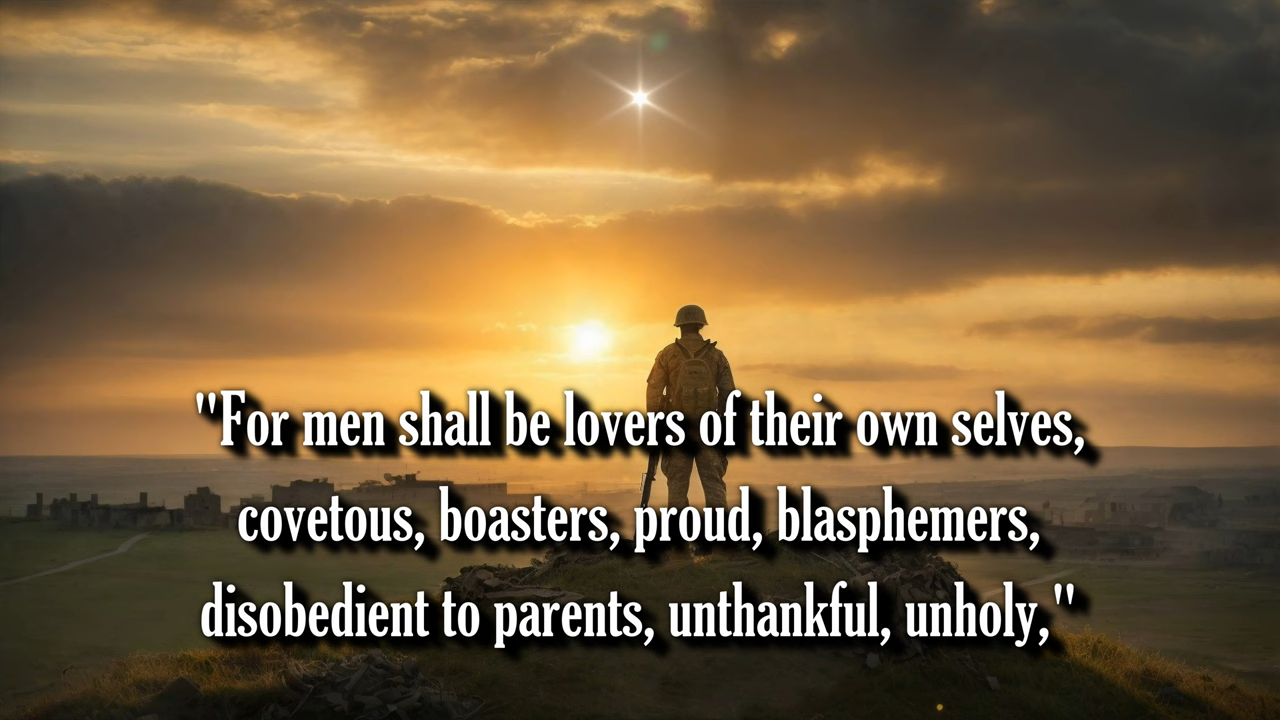 "For men shall be lovers of their own selves,
covetous, boasters, proud, blasphemers,
disobedient to parents, unthankful, unholy,"